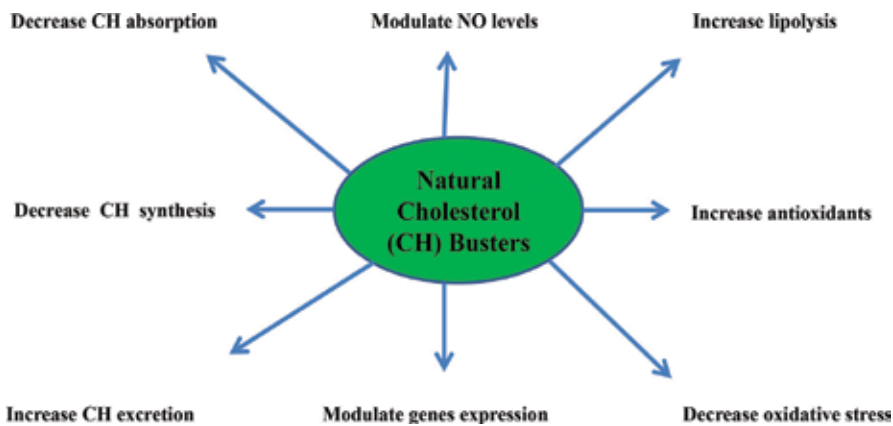 Decrease CH absorption
Modulate NO levels
Increase lipolysis
Natural
Cholesterol
(CH) Busters
Decrease CH synthesis
Increase antioxidants
Increase CH excretion
Modulate genes expression
Decrease oxidative stress